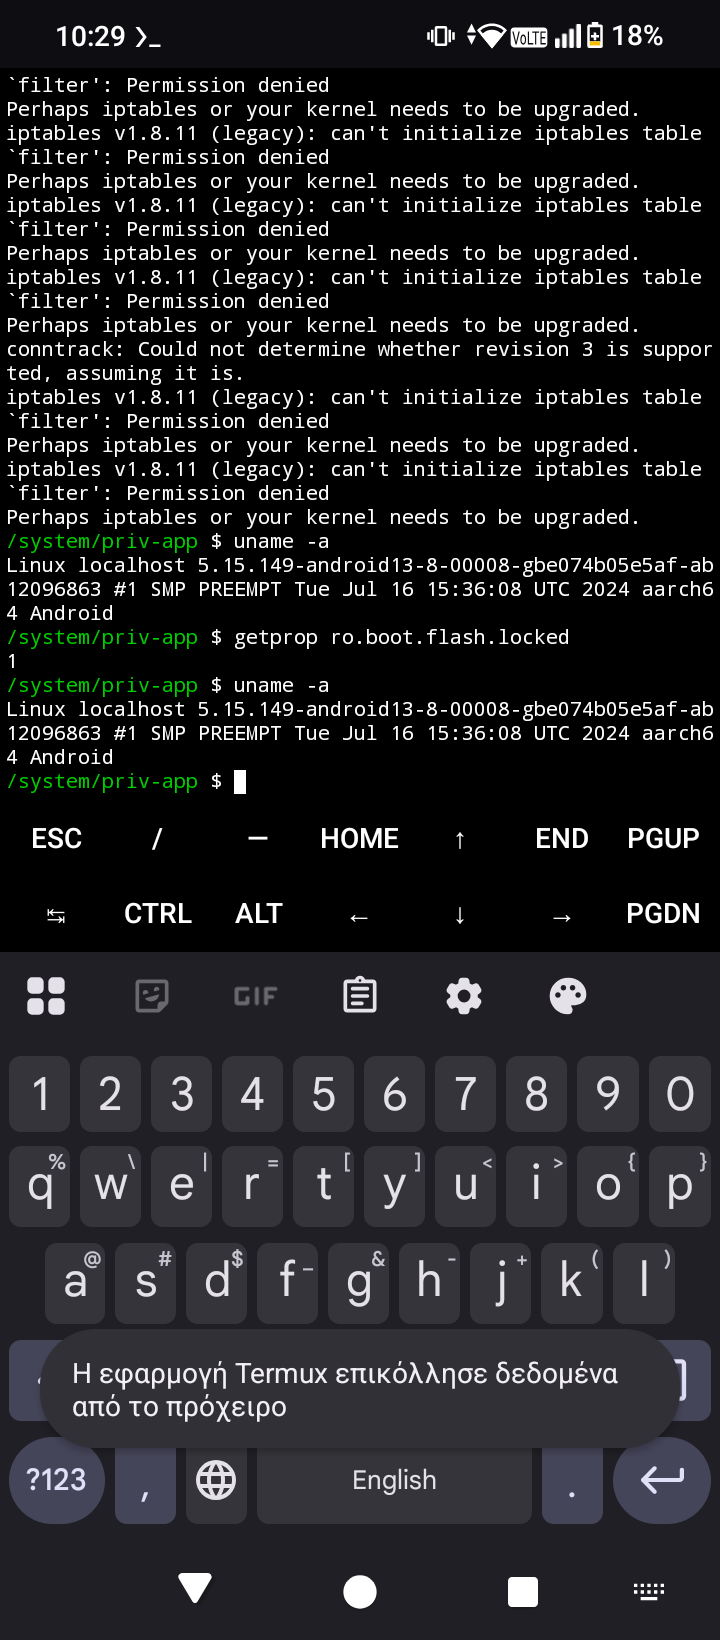 10:29 ❯_ VoLTE 18%
`filter': Permission denied
Perhaps iptables or your kernel needs to be upgraded.
iptables v1.8.11 (legacy): can't initialize iptables table
`filter': Permission denied
Perhaps iptables or your kernel needs to be upgraded.
iptables v1.8.11 (legacy): can't initialize iptables table
`filter': Permission denied
Perhaps iptables or your kernel needs to be upgraded.
iptables v1.8.11 (legacy): can't initialize iptables table
`filter': Permission denied
Perhaps iptables or your kernel needs to be upgraded.
conntrack: Could not determine whether revision 3 is suppor
ted, assuming it is.
iptables v1.8.11 (legacy): can't initialize iptables table
`filter': Permission denied
Perhaps iptables or your kernel needs to be upgraded.
iptables v1.8.11 (legacy): can't initialize iptables table
`filter': Permission denied
Perhaps iptables or your kernel needs to be upgraded.
/system/priv-app $ uname -a
Linux localhost 5.15.149-android13-8-00008-gbe074b05e5af-ab
12096863 #1 SMP PREEMPT Tue Jul 16 15:36:08 UTC 2024 aarch6
4 Android
/system/priv-app $ getprop ro.boot.flash.locked
1
/system/priv-app $ uname -a
Linux localhost 5.15.149-android13-8-00008-gbe074b05e5af-ab
12096863 #1 SMP PREEMPT Tue Jul 16 15:36:08 UTC 2024 aarch6
4 Android
/system/priv-app $
ESC / — HOME ↑ END PGUP
↹ CTRL ALT ← ↓ → PGDN
GIF
1 2 3 4 5 6 7 8 9 0
% \ | = [ ] < > { }
q w e r t y u i o p
@ # $ _ & - + ( )
a s d f g h j k l
Η εφαρμογή Termux επικόλλησε δεδομένα
από το πρόχειρο
?123 , English .